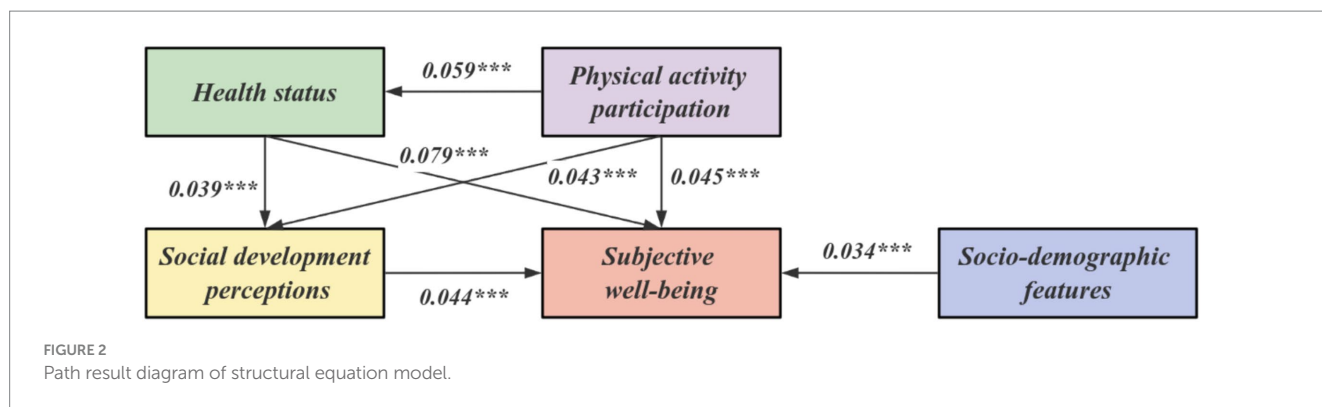 Health status
0.059***
Physical activity
participation
0.079***
0.039***
0.043***
0.045***
Social development
perceptions
0.044***
Subjective
well-being
0.034***
Socio-demographic
features
FIGURE 2
Path result diagram of structural equation model.